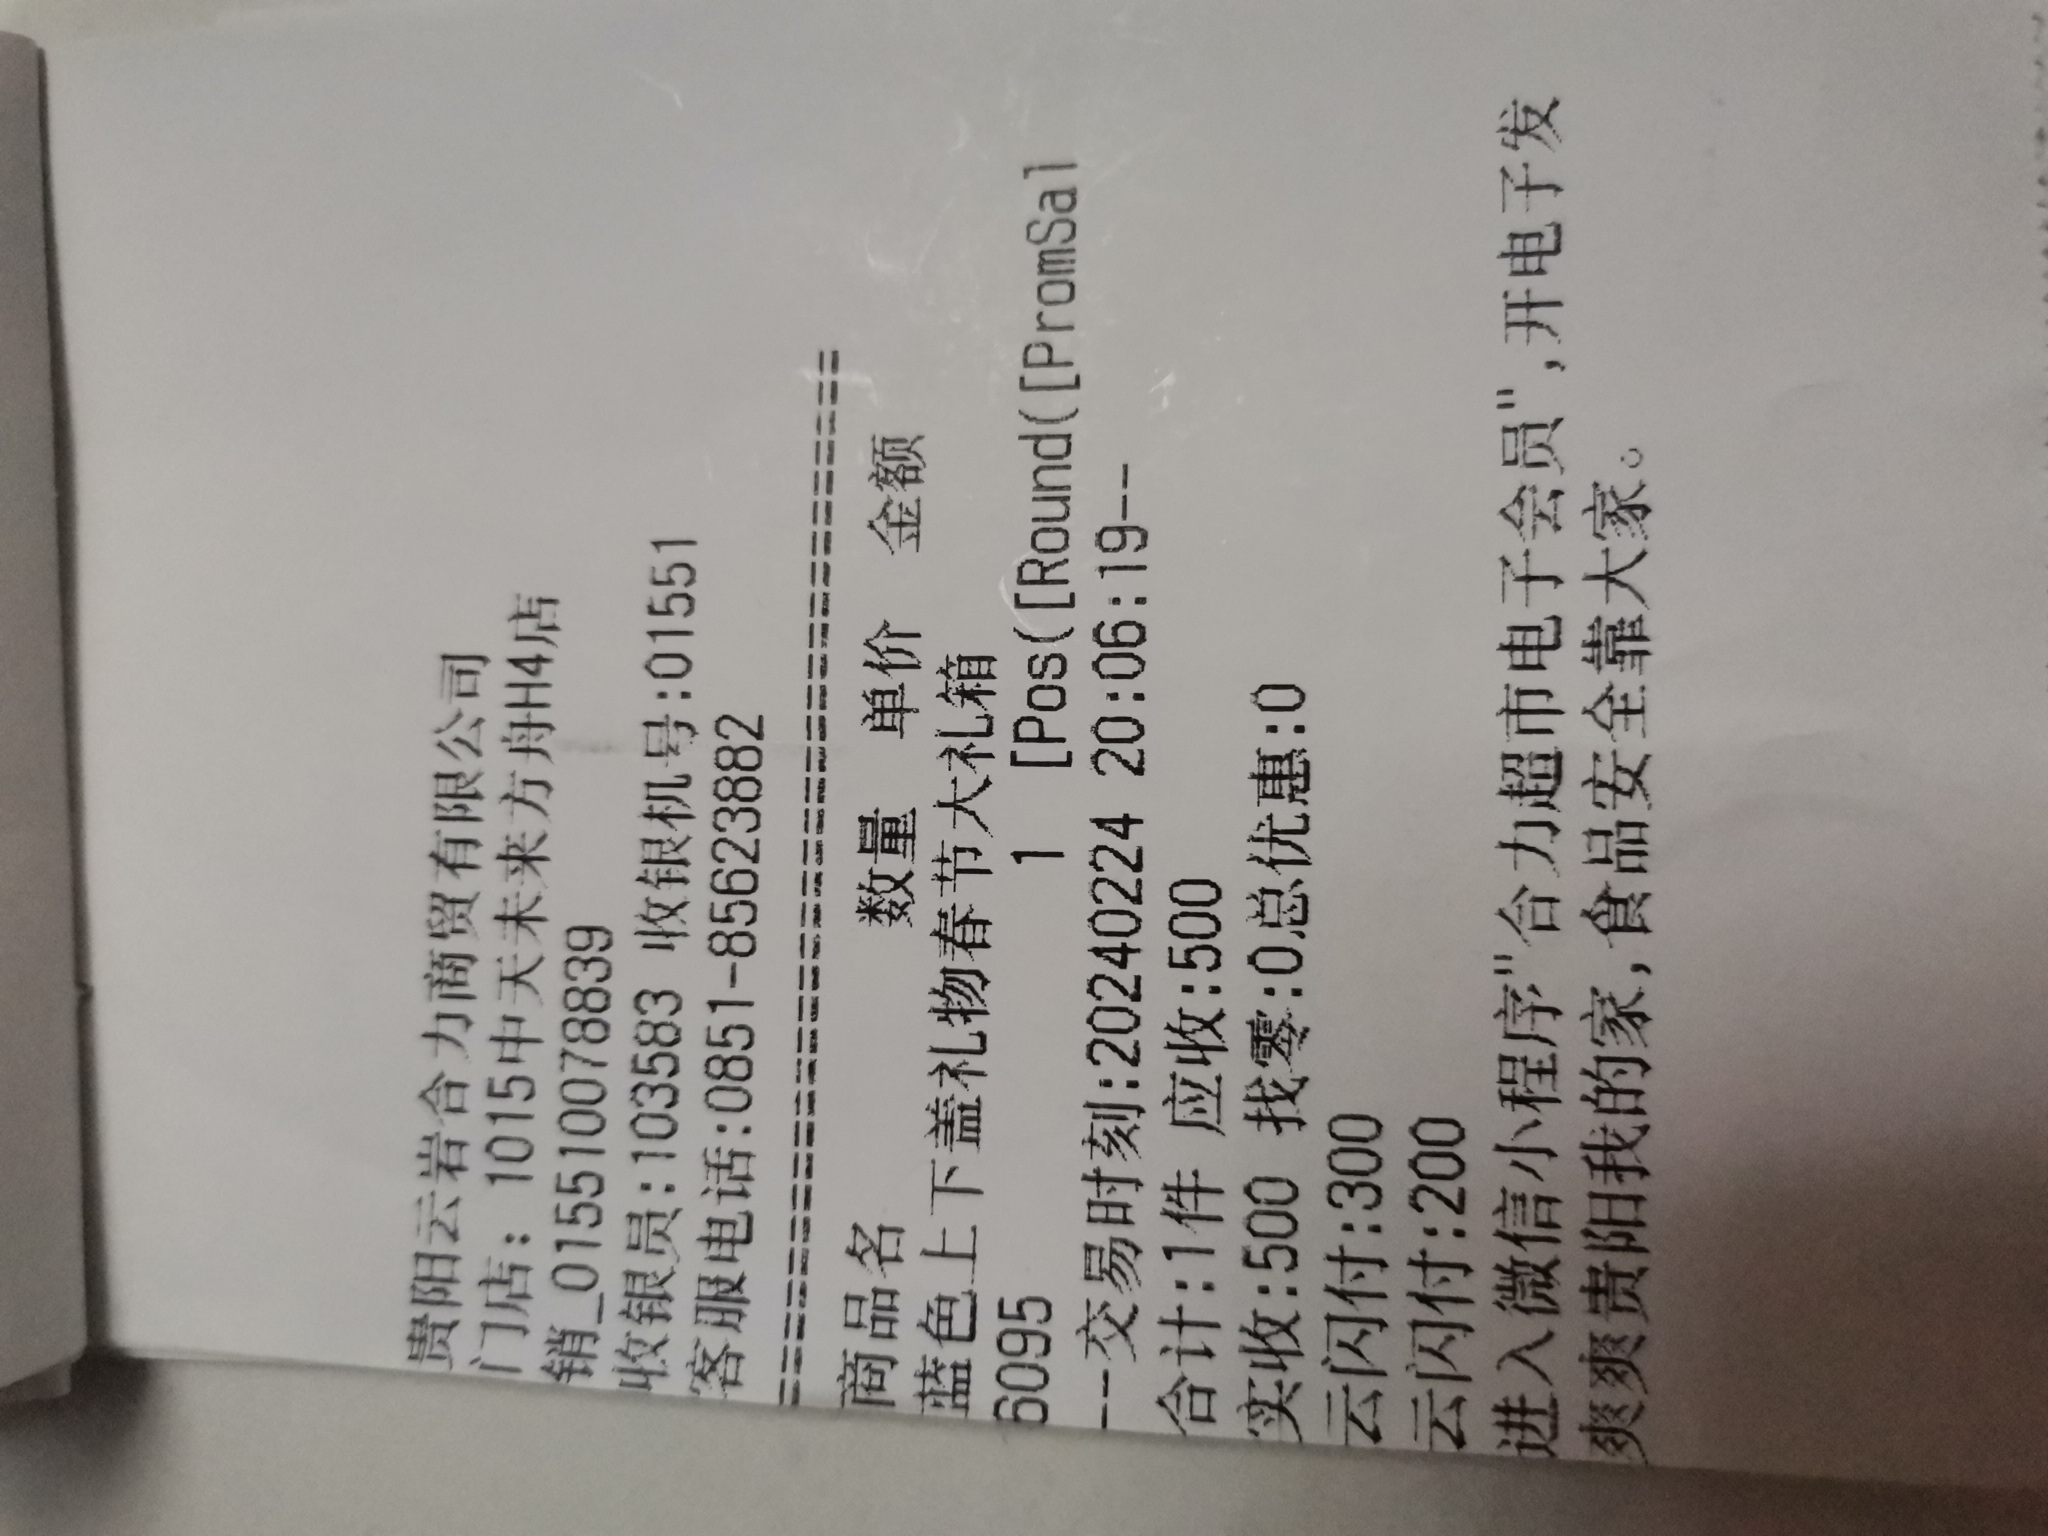 贵阳云岩合力商贸有限公司
门店: 1015中天未来方舟H4店
销_01551007​8839
收银员:103583 收银机号:01551
客服电话:0851-85623882
================================
商品名 数量 单价 金额
蓝色上下盖礼物春节大礼箱
6095 1 [Pos([Round([PromSal
--交易时刻:20240224 20:06:19--
合计:1件 应收:500
实收:500 找零:0总优惠:0
云闪付:300
云闪付:200
进入微信小程序"合力超市电子会员",开电子发
爽爽贵阳我的家,食品安全靠大家。